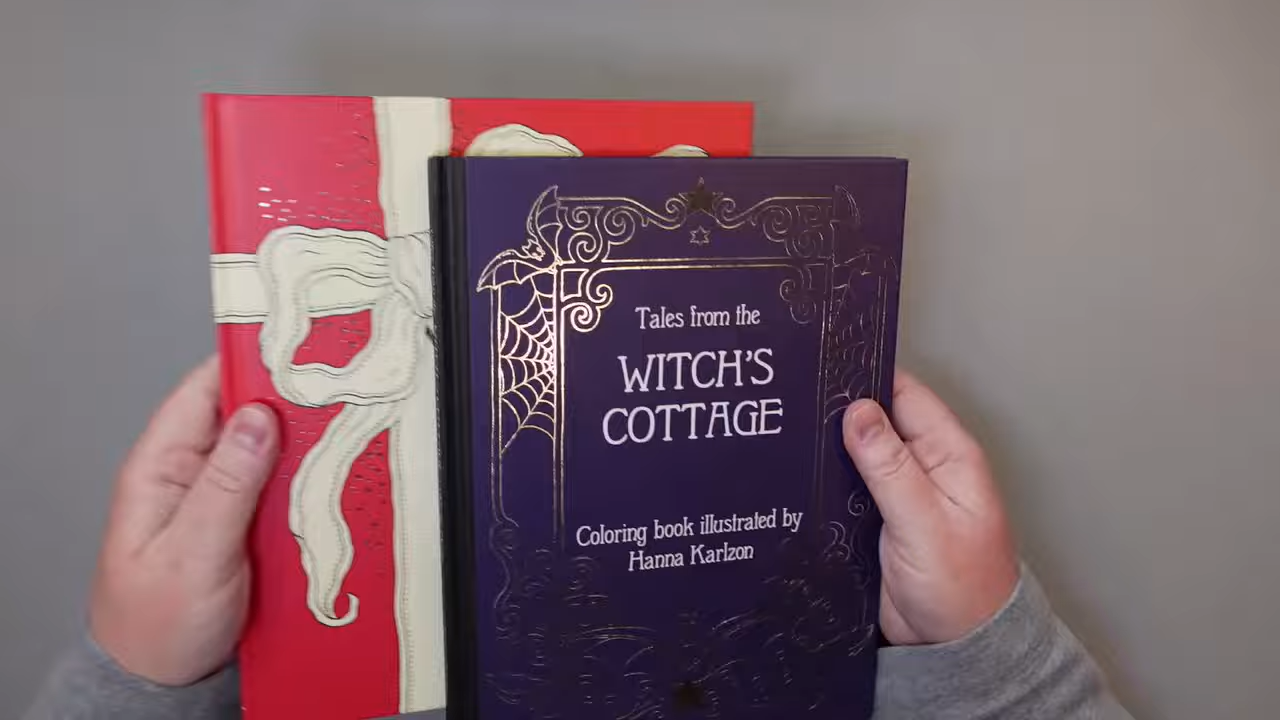 Tales from the
WITCH'S
COTTAGE
Coloring book illustrated by
Hanna Karlzon